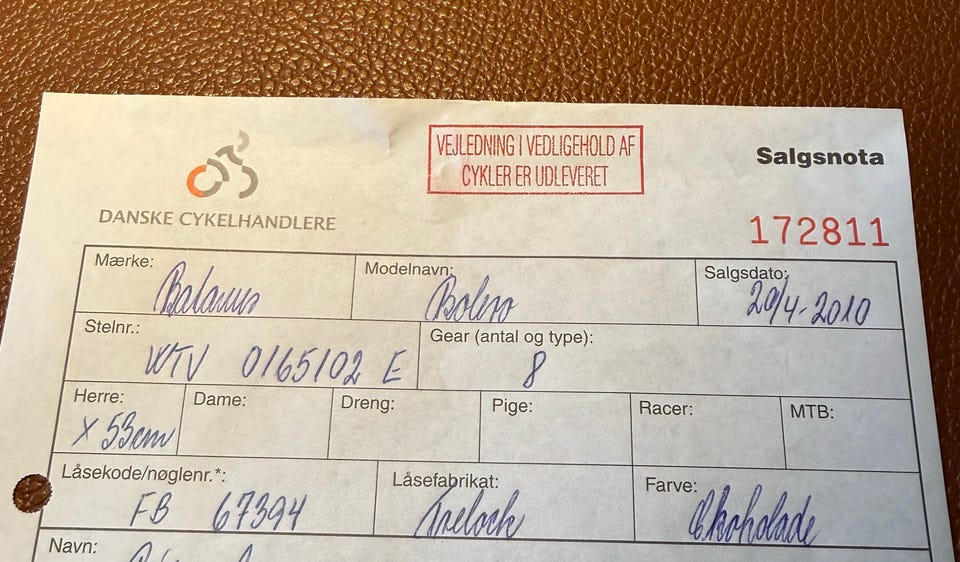 VEJLEDNING I VEDLIGEHOLD AF
CYKLER ER UDLEVERET
Salgsnota
DANSKE CYKELHANDLERE
172811
Mærke: Modelnavn: Salgsdato:
Bolero 20/4-2010
Stelnr.: Gear (antal og type):
WTV 0165102 E 8
Herre: Dame: Dreng: Pige: Racer: MTB:
x 53cm
Låsekode/nøglenr.*: Låsefabrikat: Farve:
FB 67394 Trelock Chokolade
Navn: